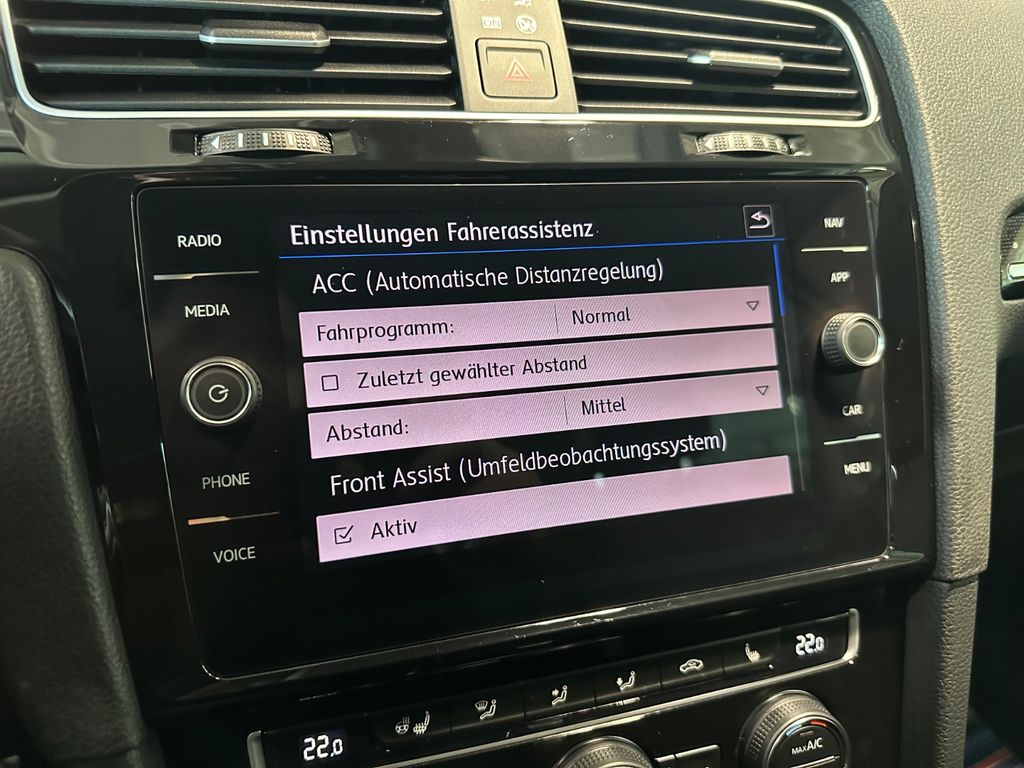 ON
RADIO
MEDIA
PHONE
VOICE
Einstellungen Fahrerassistenz
ACC (Automatische Distanzregelung)
Fahrprogramm: Normal
Zuletzt gewählter Abstand
Abstand: Mittel
Front Assist (Umfeldbeobachtungssystem)
Aktiv
NAV
APP
CAR
MENU
22.0
22.0
MAX A/C